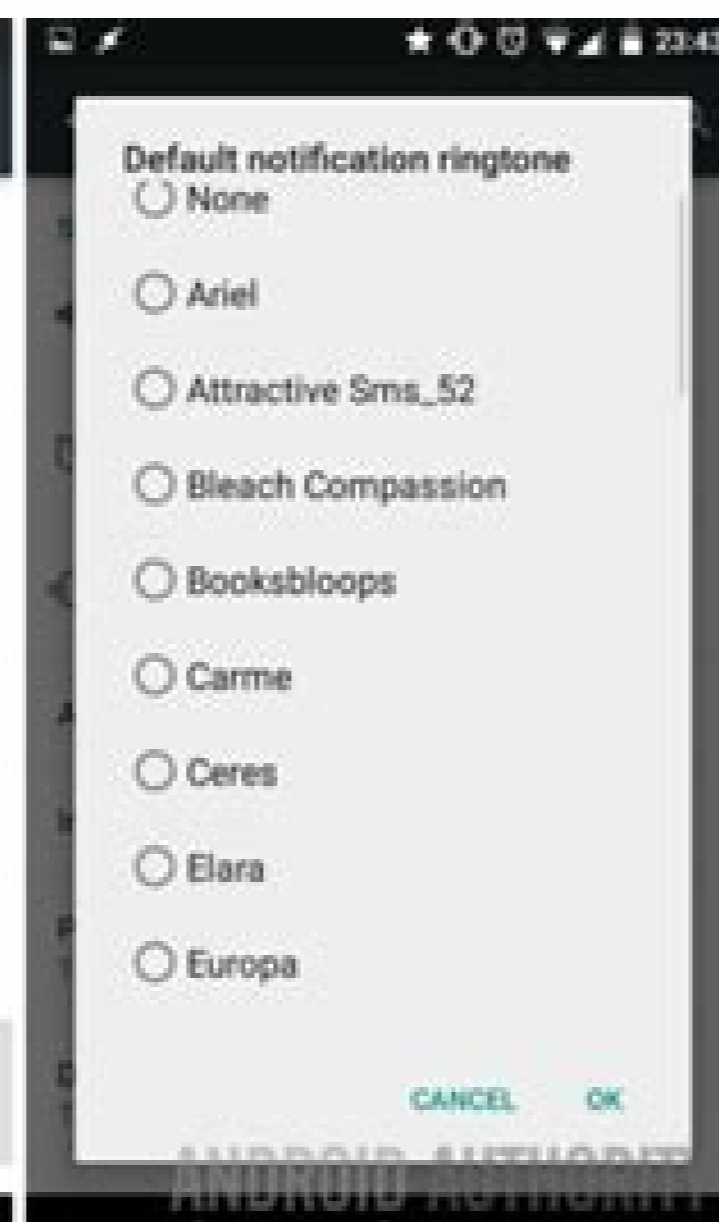 23:43
Default notification ringtone
None
Ariel
Attractive Sms_52
Bleach Compassion
Booksbloops
Carme
Ceres
Elara
Europa
CANCEL OK
ANDROID AUTHORITY